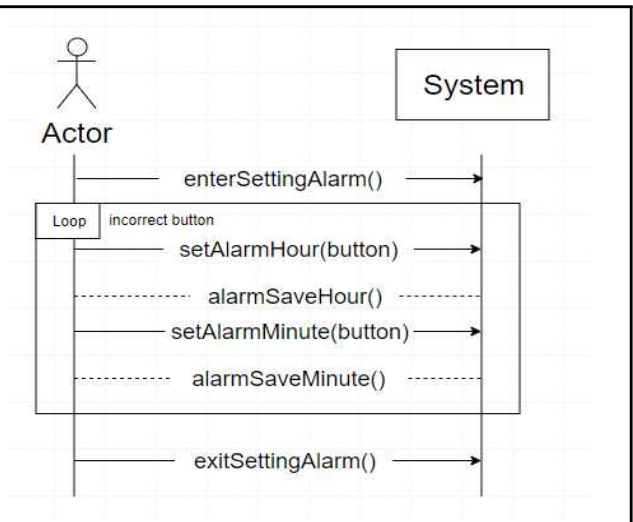 System
Actor
enterSettingAlarm()
Loop
incorrect button
setAlarmHour(button)
alarmSaveHour()
setAlarmMinute(button)
alarmSaveMinute()
exitSettingAlarm()